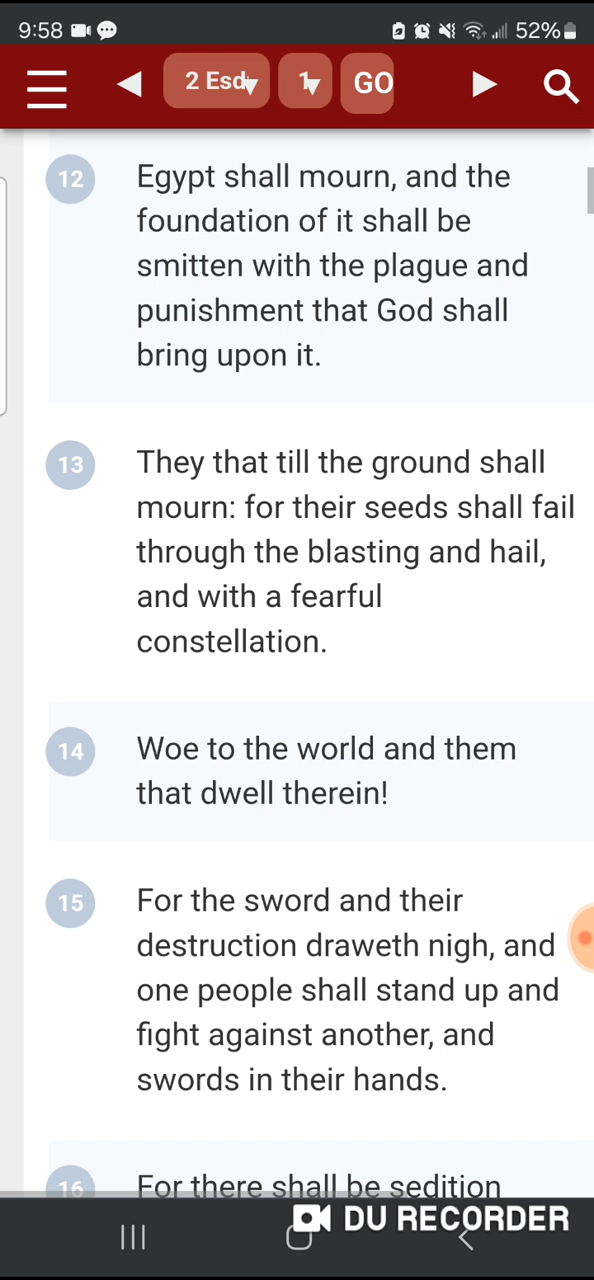 9:58
52%
2 Esd
1
GO
12 Egypt shall mourn, and the
foundation of it shall be
smitten with the plague and
punishment that God shall
bring upon it.
13 They that till the ground shall
mourn: for their seeds shall fail
through the blasting and hail,
and with a fearful
constellation.
14 Woe to the world and them
that dwell therein!
15 For the sword and their
destruction draweth nigh, and
one people shall stand up and
fight against another, and
swords in their hands.
16 For there shall be sedition
DU RECORDER